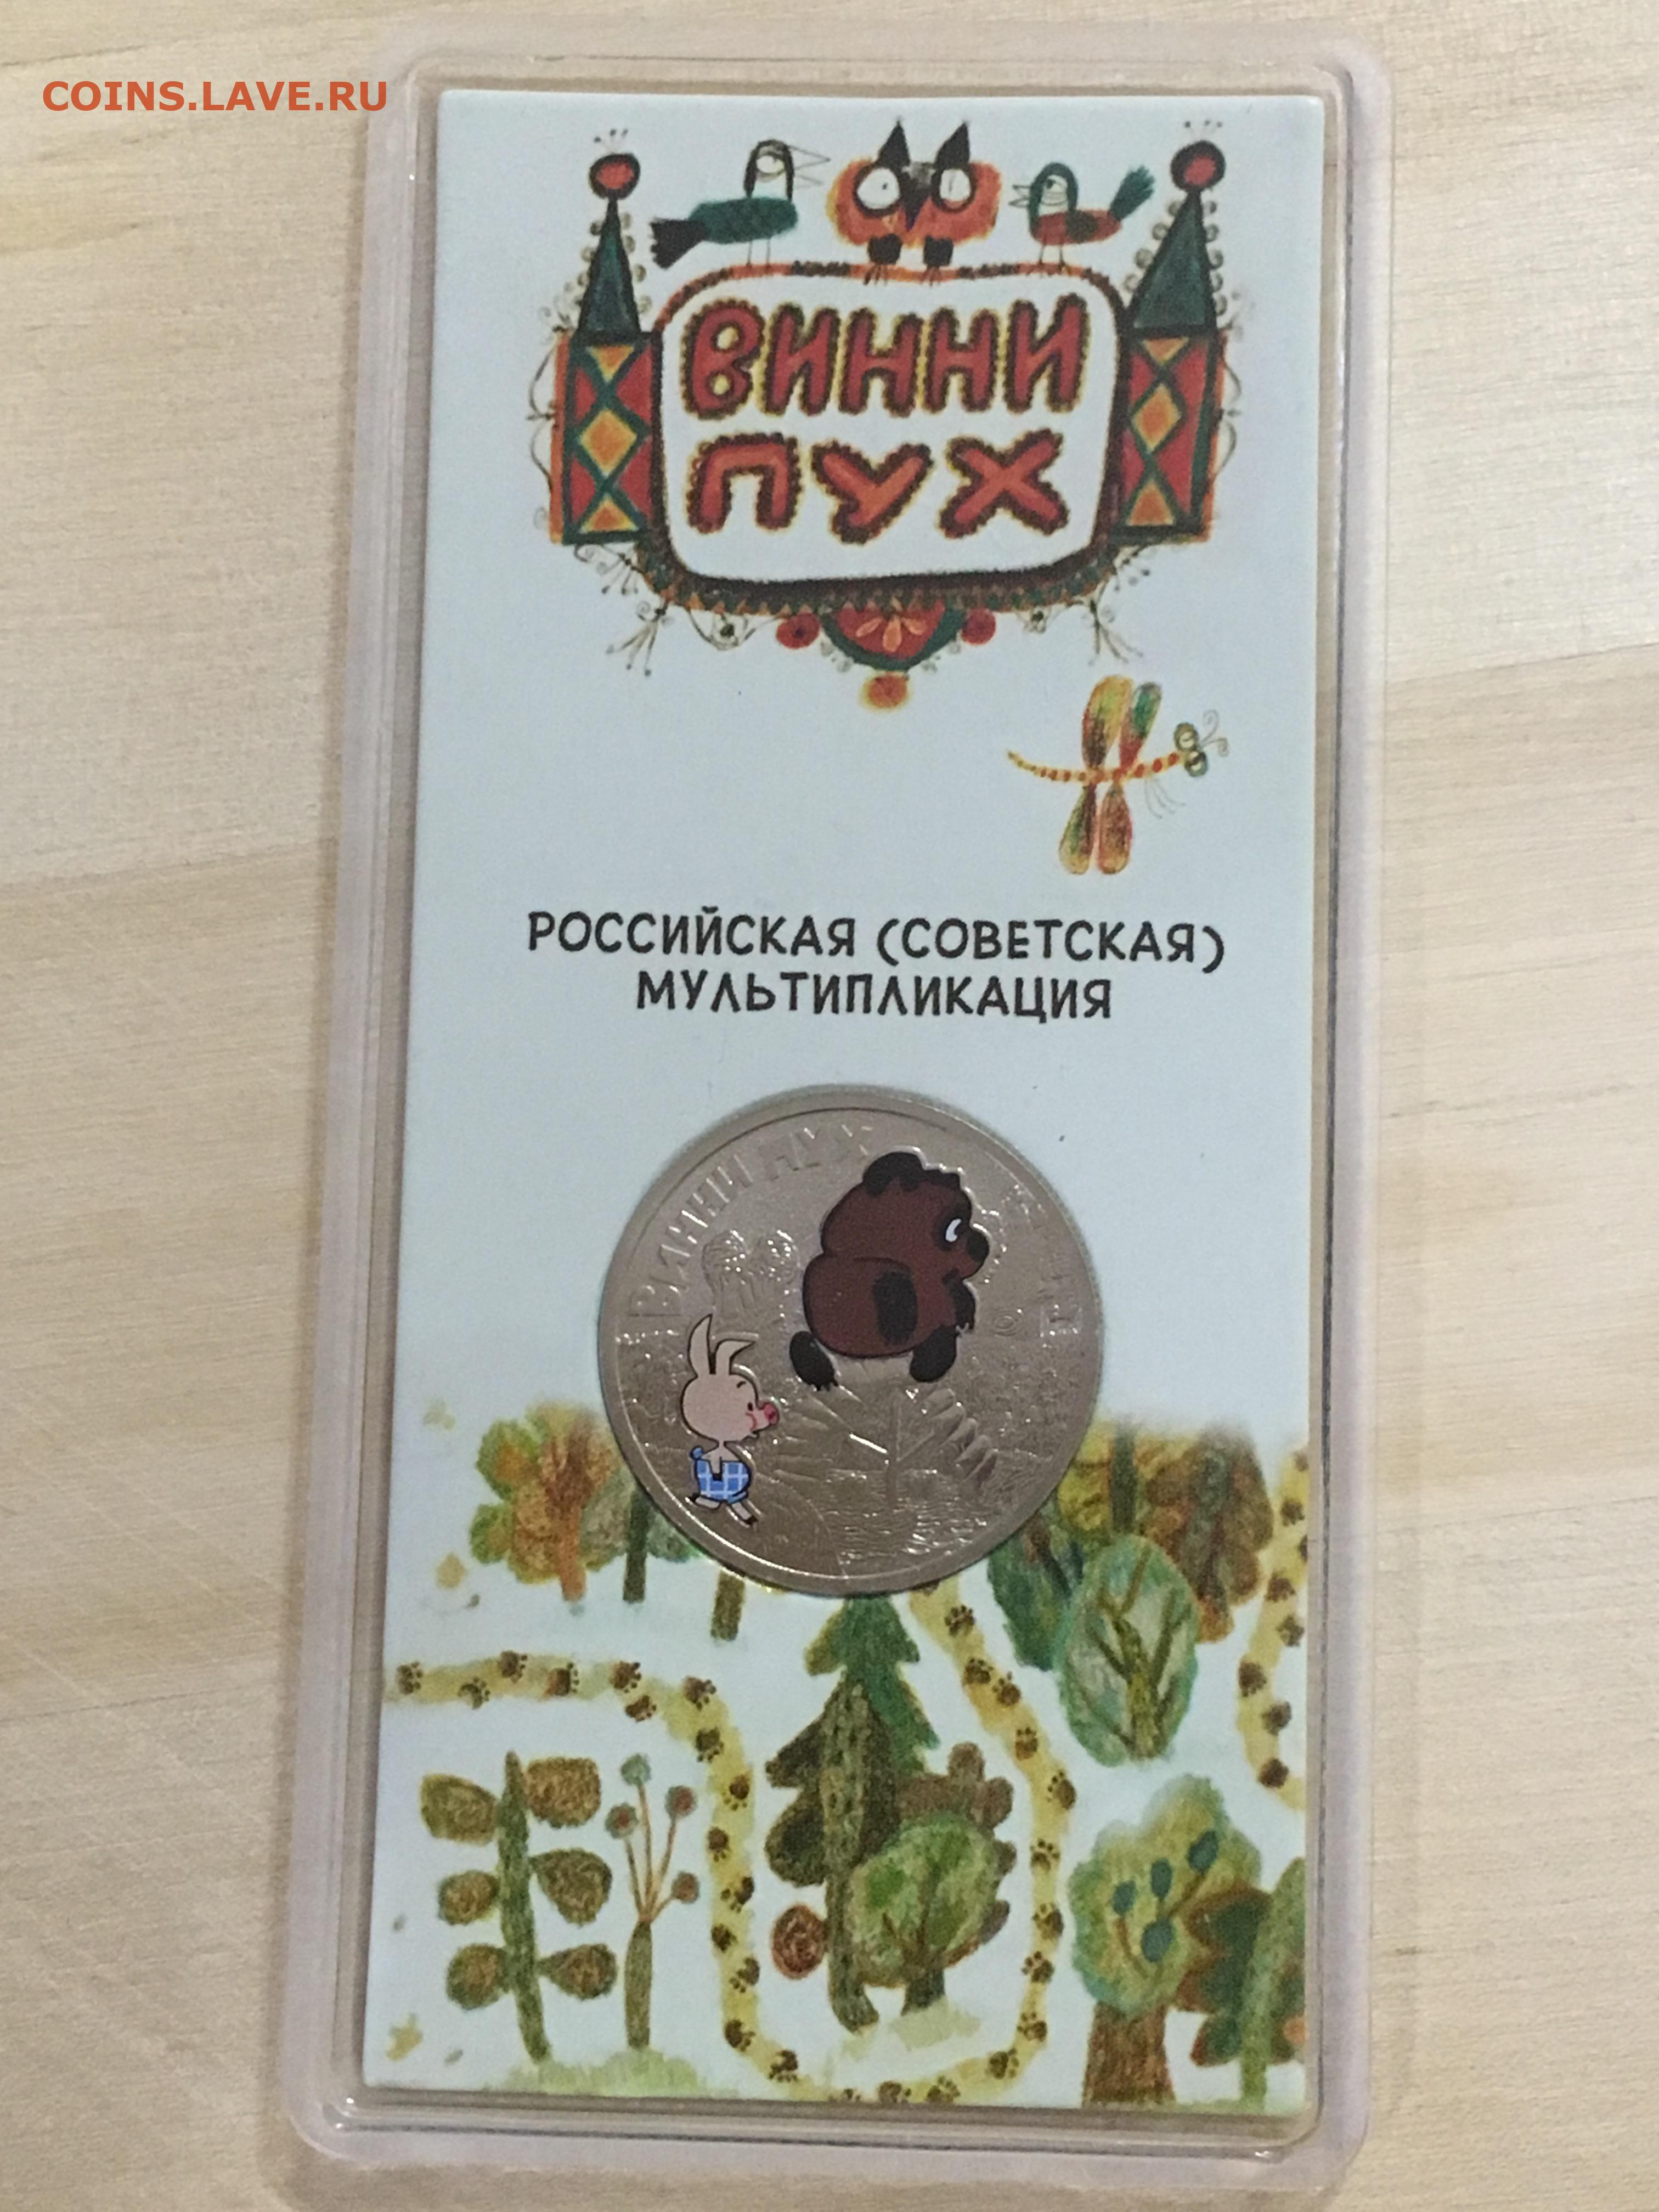 COINS.LAVE.RU
ВИННИ
ПУХ
РОССИЙСКАЯ (СОВЕТСКАЯ)
МУЛЬТИПЛИКАЦИЯ
ВИННИ ПУХ